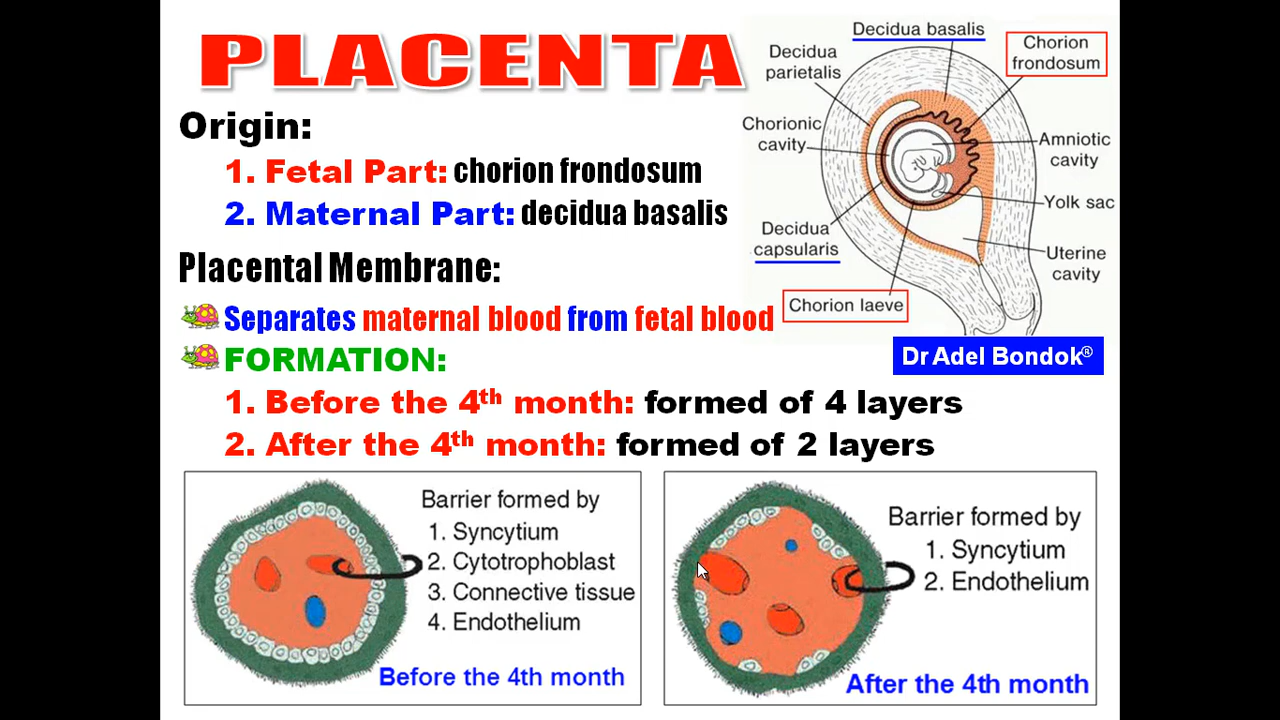 PLACENTA
Origin:
1. Fetal Part: chorion frondosum
2. Maternal Part: decidua basalis
Placental Membrane:
Separates maternal blood from fetal blood
FORMATION:
1. Before the 4th month: formed of 4 layers
2. After the 4th month: formed of 2 layers
Decidua basalis
Decidua
parietalis
Chorion
frondosum
Chorionic
cavity
Amniotic
cavity
Yolk sac
Decidua
capsularis
Uterine
cavity
Chorion laeve
Dr Adel Bondok®
Barrier formed by
1. Syncytium
2. Cytotrophoblast
3. Connective tissue
4. Endothelium
Before the 4th month
Barrier formed by
1. Syncytium
2. Endothelium
After the 4th month